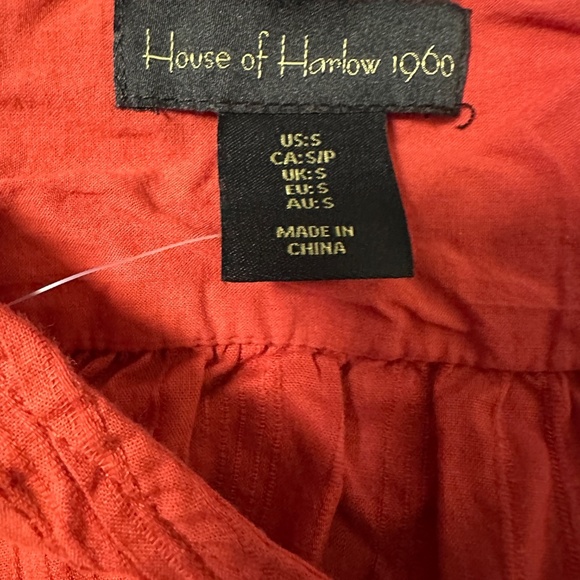 House of Harlow 1960
US:S
CA:S/P
UK:S
EU:S
AU:S
MADE IN
CHINA